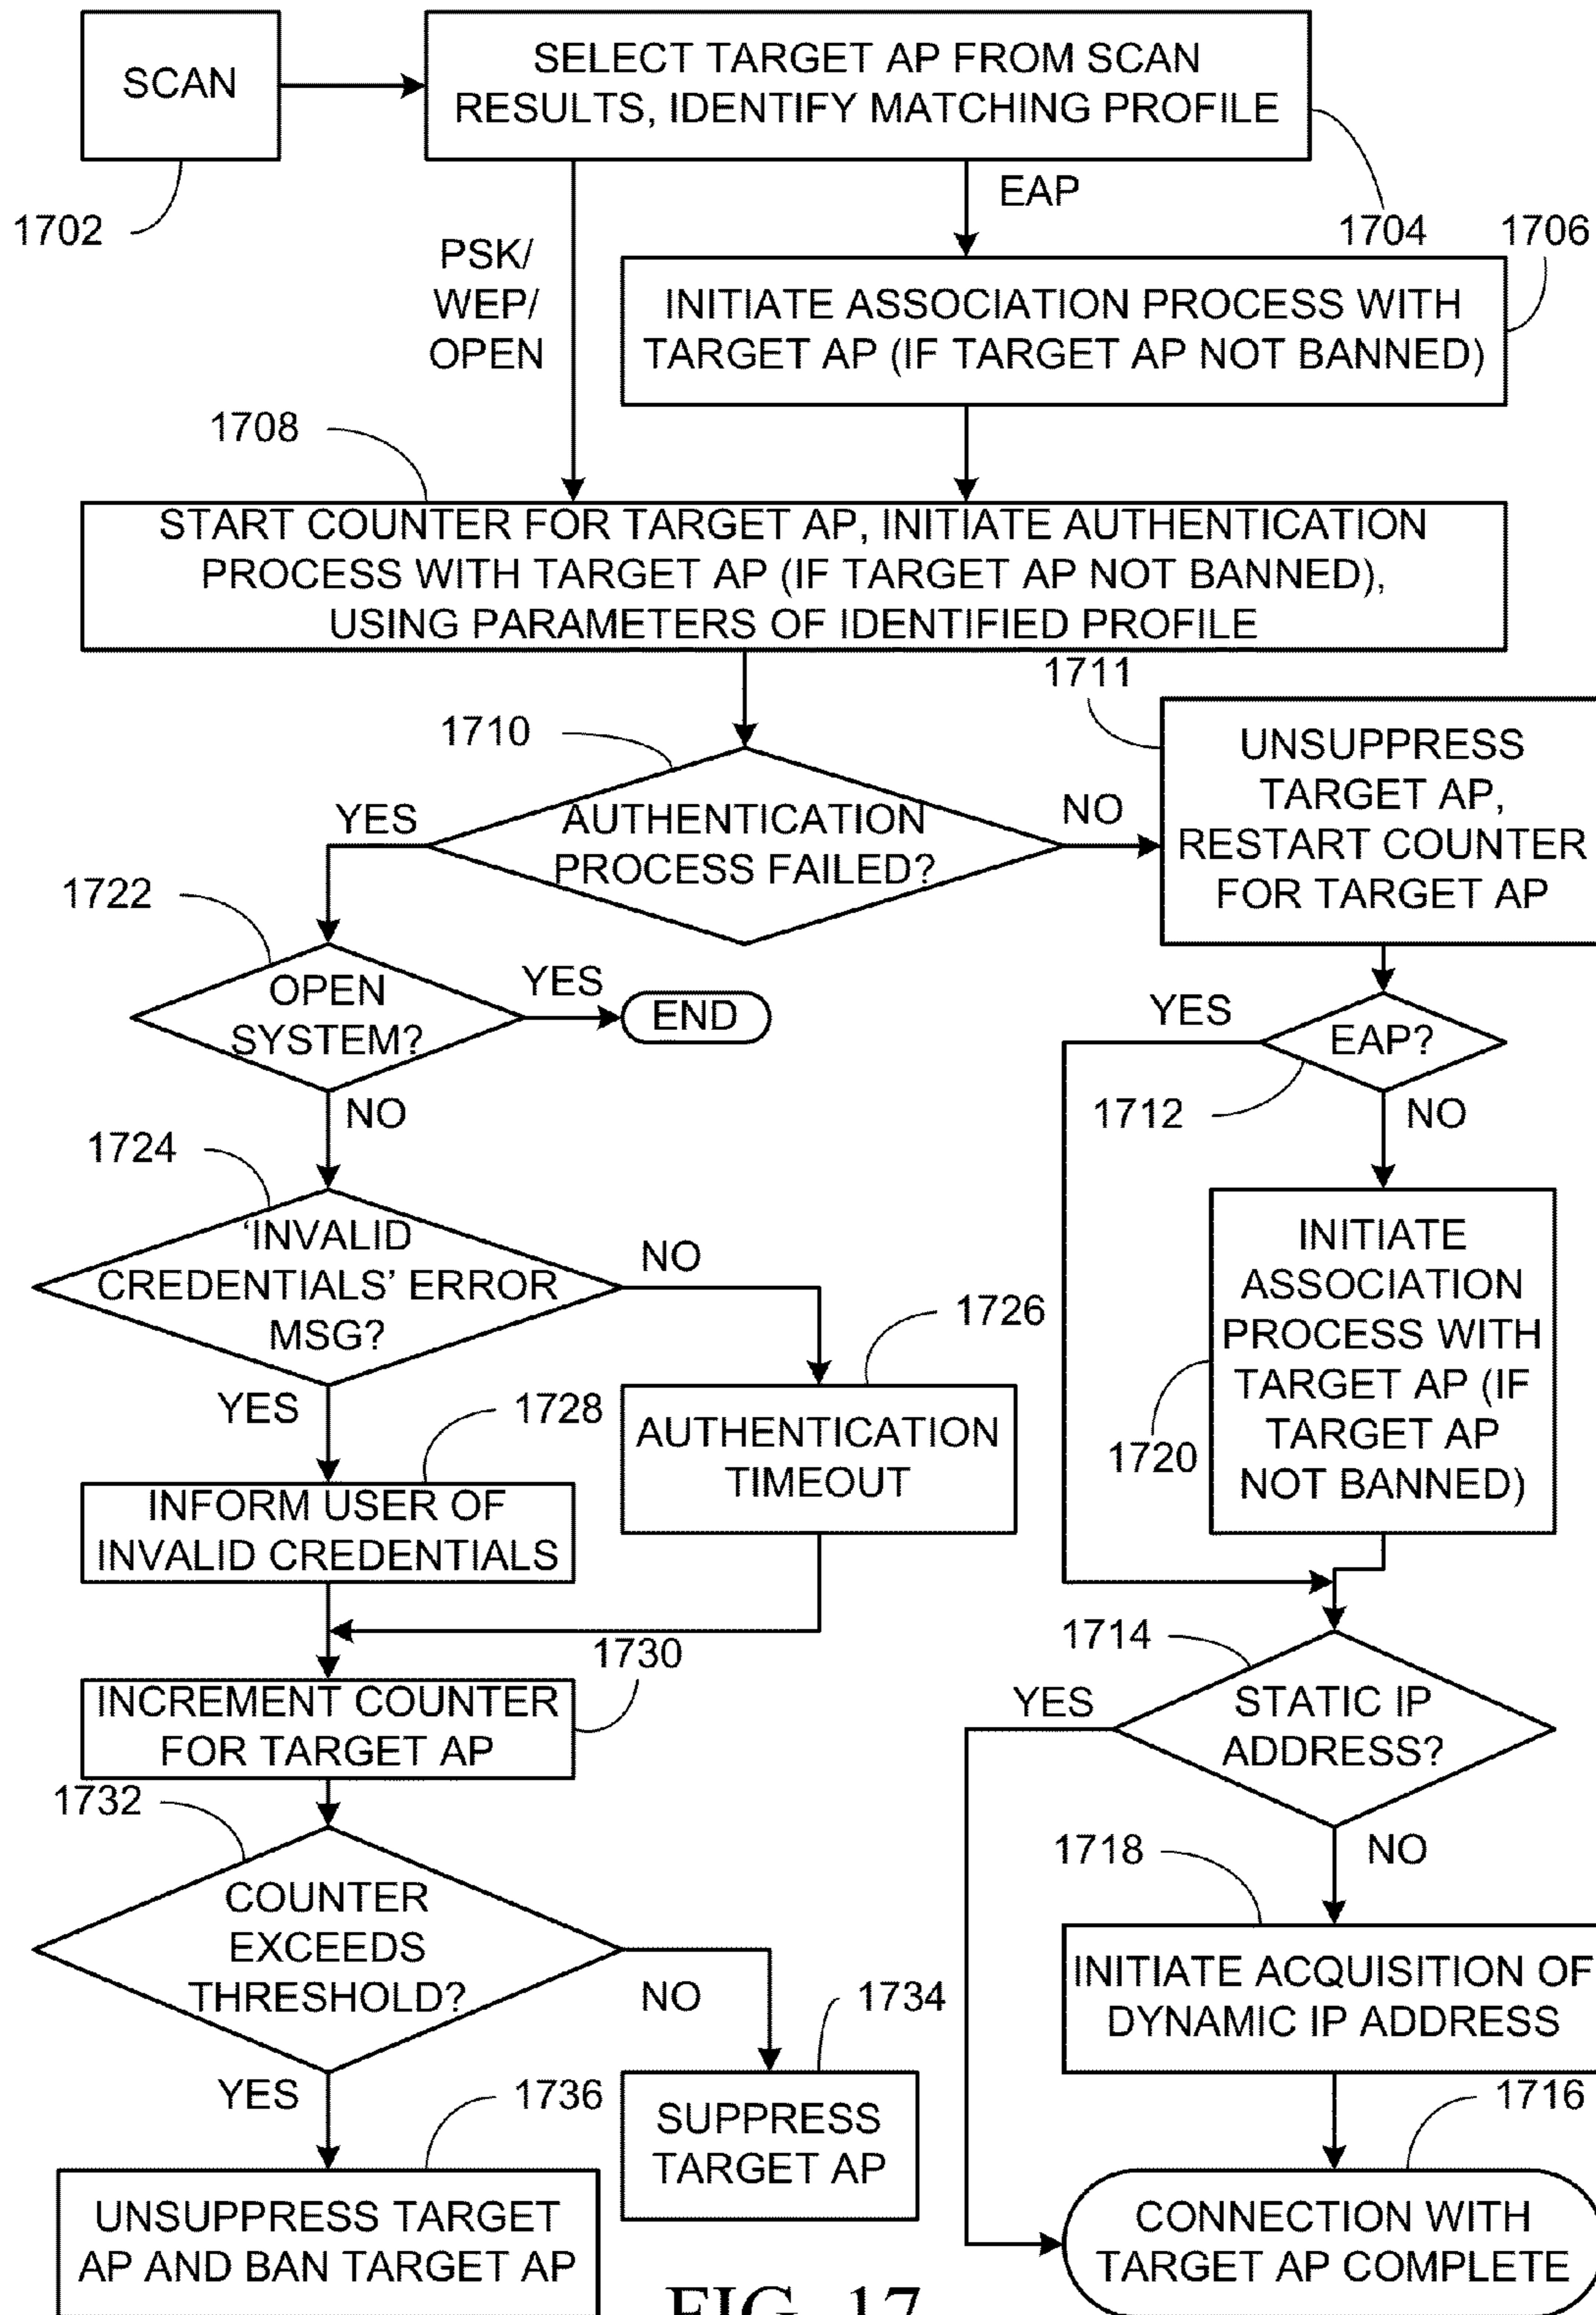 SCAN
SELECT TARGET AP FROM SCAN
RESULTS, IDENTIFY MATCHING PROFILE
1702
EAP
1704
1706
PSK/
WEP/
OPEN
INITIATE ASSOCIATION PROCESS WITH
TARGET AP (IF TARGET AP NOT BANNED)
1708
START COUNTER FOR TARGET AP, INITIATE AUTHENTICATION
PROCESS WITH TARGET AP (IF TARGET AP NOT BANNED),
USING PARAMETERS OF IDENTIFIED PROFILE
1710
AUTHENTICATION
PROCESS FAILED?
YES
NO
1711
UNSUPPRESS
TARGET AP,
RESTART COUNTER
FOR TARGET AP
1722
OPEN
SYSTEM?
YES
END
NO
YES
EAP?
1712
NO
1724
‘INVALID
CREDENTIALS’ ERROR
MSG?
NO
1726
AUTHENTICATION
TIMEOUT
YES
1728
INFORM USER OF
INVALID CREDENTIALS
INITIATE
ASSOCIATION
PROCESS WITH
TARGET AP (IF
TARGET AP
NOT BANNED)
1720
1730
INCREMENT COUNTER
FOR TARGET AP
1714
YES
STATIC IP
ADDRESS?
NO
1732
COUNTER
EXCEEDS
THRESHOLD?
NO
1734
SUPPRESS
TARGET AP
YES
1736
UNSUPPRESS TARGET
AP AND BAN TARGET AP
1718
INITIATE ACQUISITION OF
DYNAMIC IP ADDRESS
1716
CONNECTION WITH
TARGET AP COMPLETE
FIG. 17